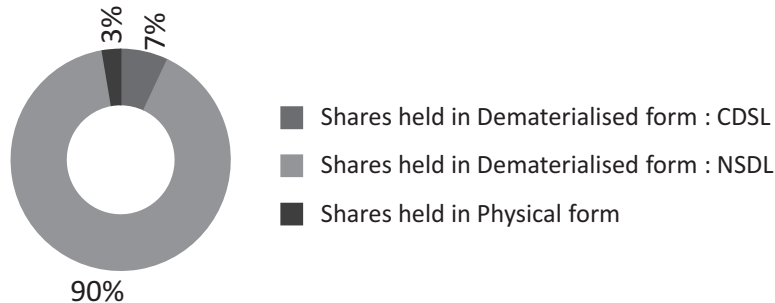 3%
7%
Shares held in Dematerialised form : CDSL
Shares held in Dematerialised form : NSDL
Shares held in Physical form
90%